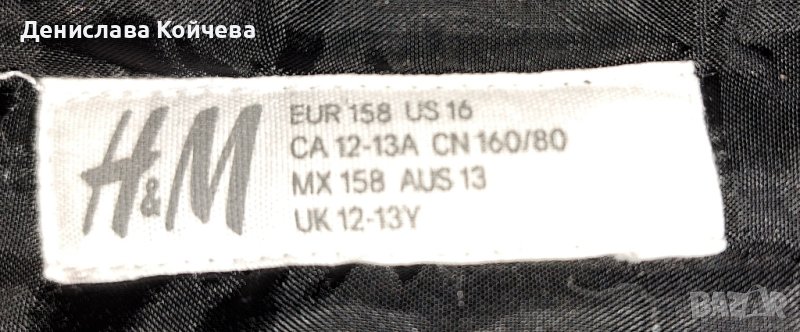 Денислава Койчева
H&M
EUR 158 US 16
CA 12-13A CN 160/80
MX 158 AUS 13
UK 12-13Y
BAZAR